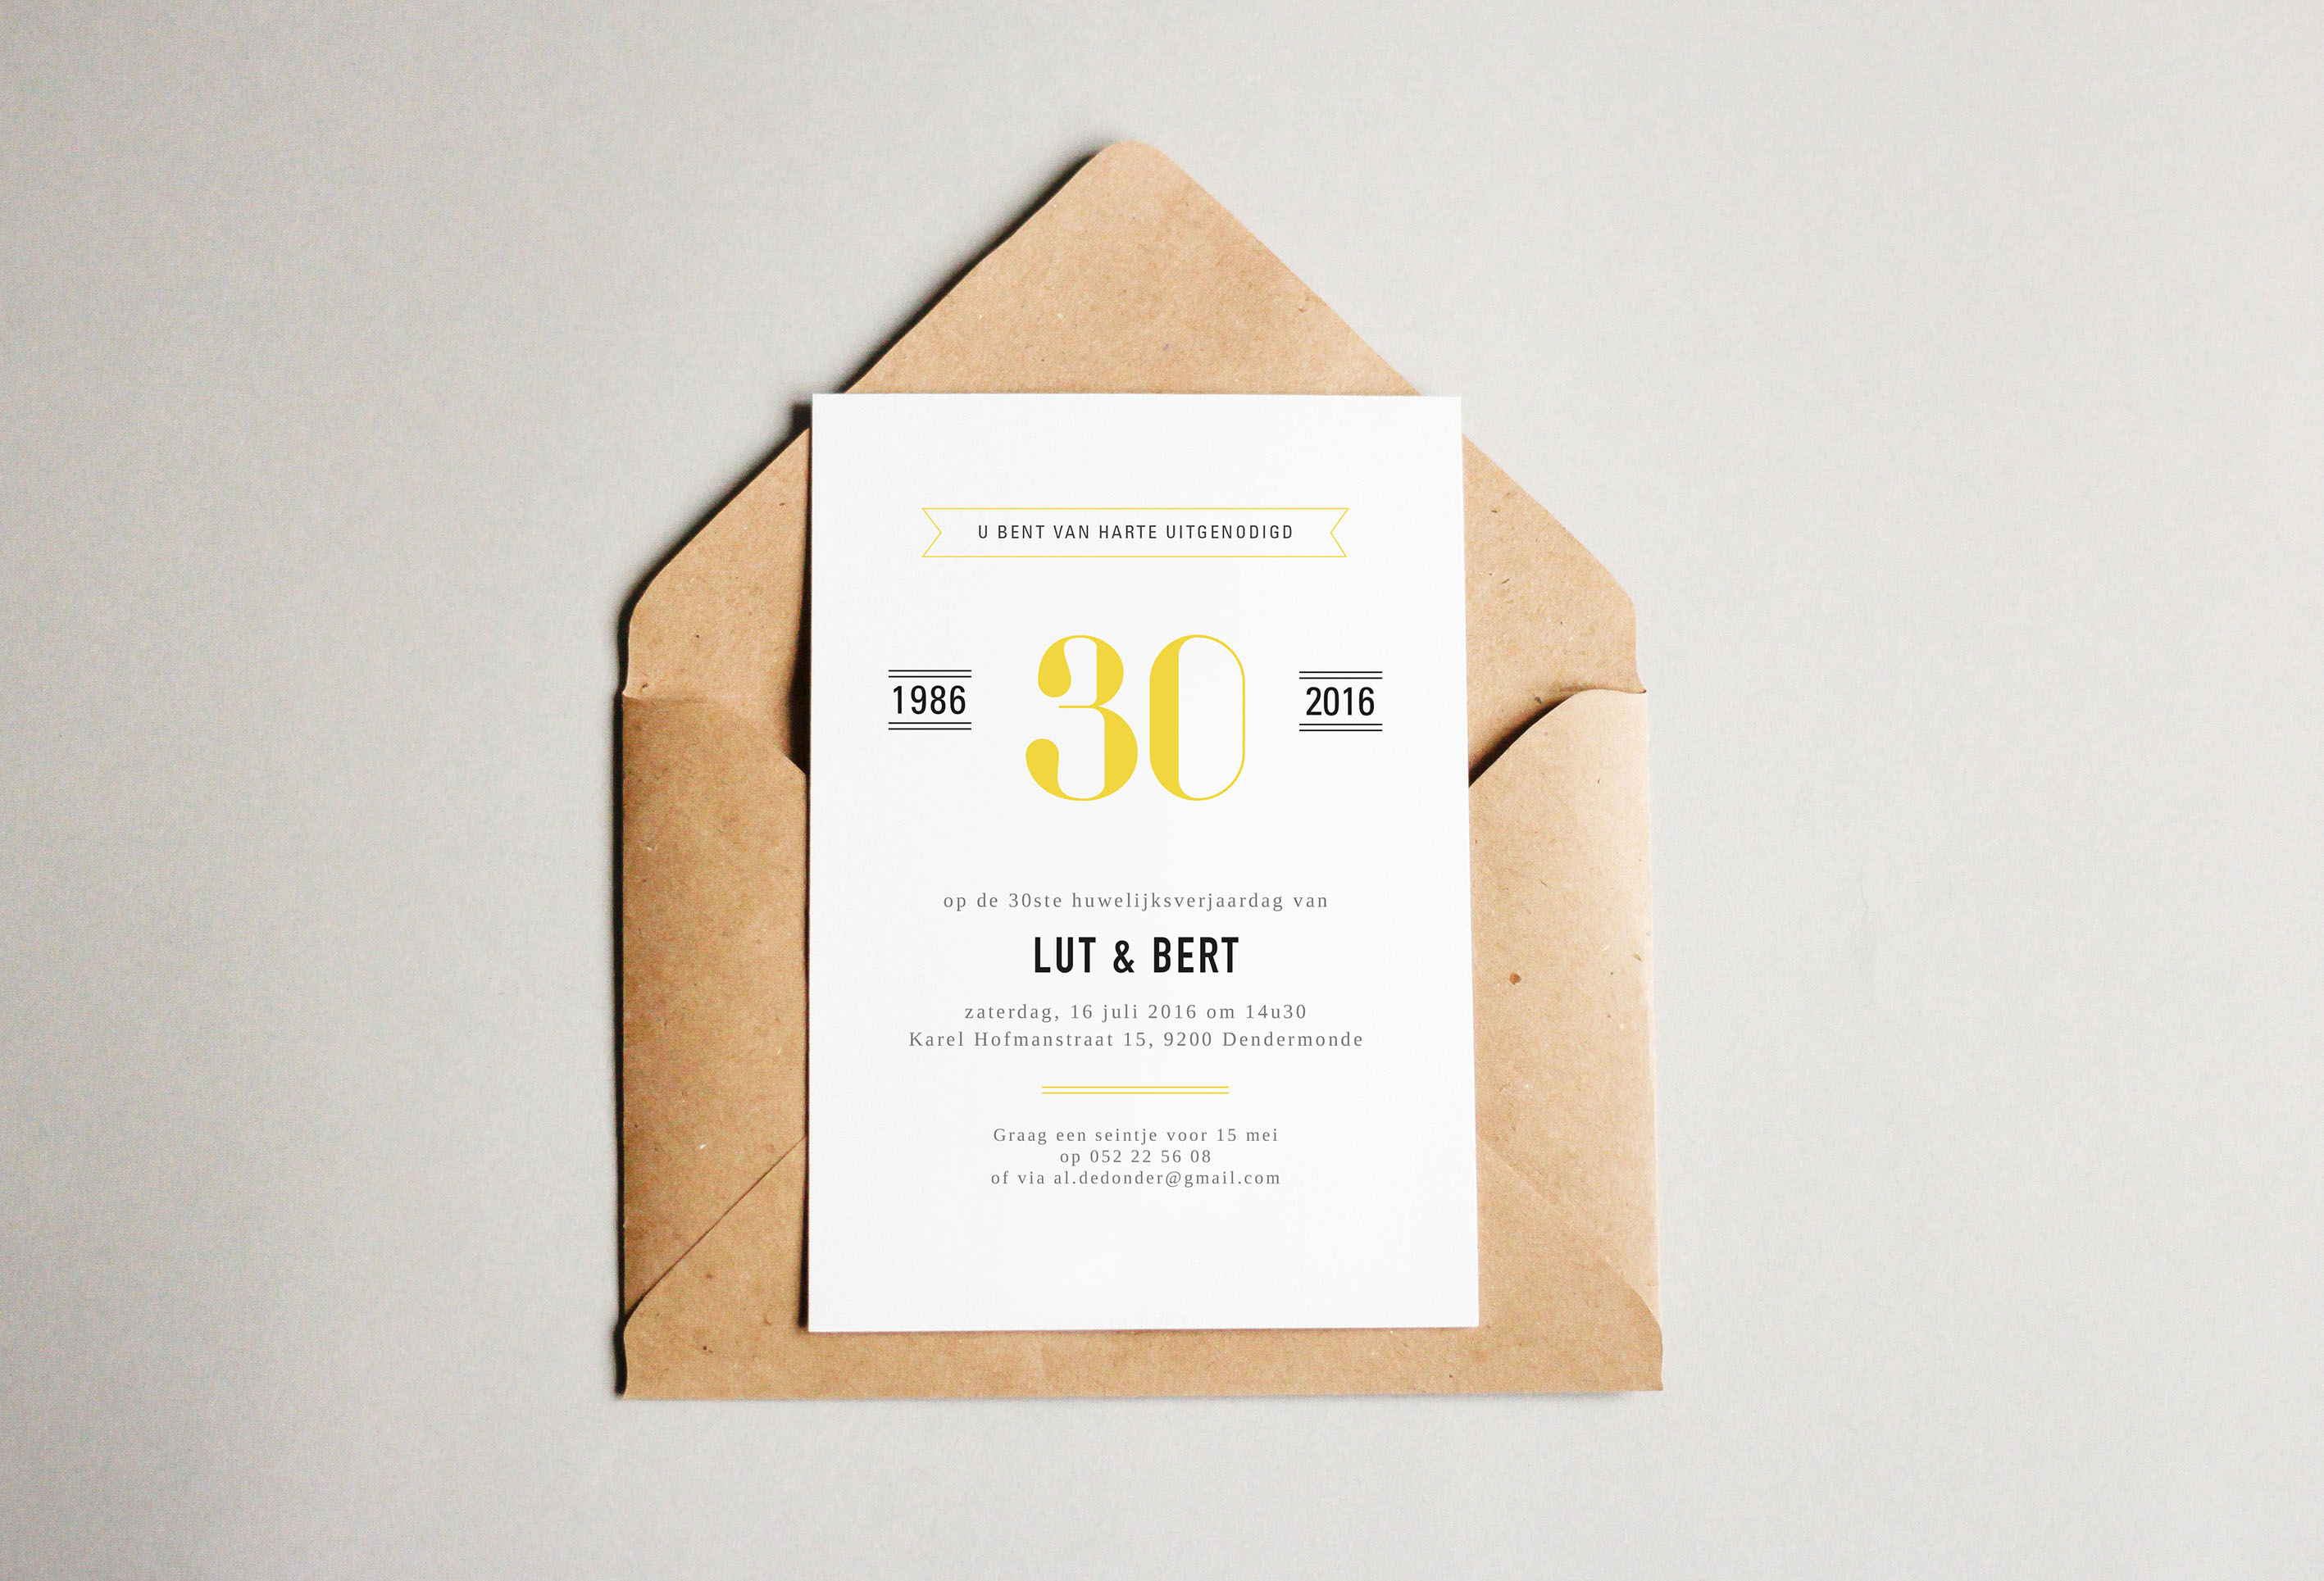 U BENT VAN HARTE UITGENODIGD
1986
30
2016
op de 30ste huwelijksverjaardag van
LUT & BERT
zaterdag, 16 juli 2016 om 14u30
Karel Hofmanstraat 15, 9200 Dendermonde
Graag een seintje voor 15 mei
op 052 22 56 08
of via al.dedonder@gmail.com